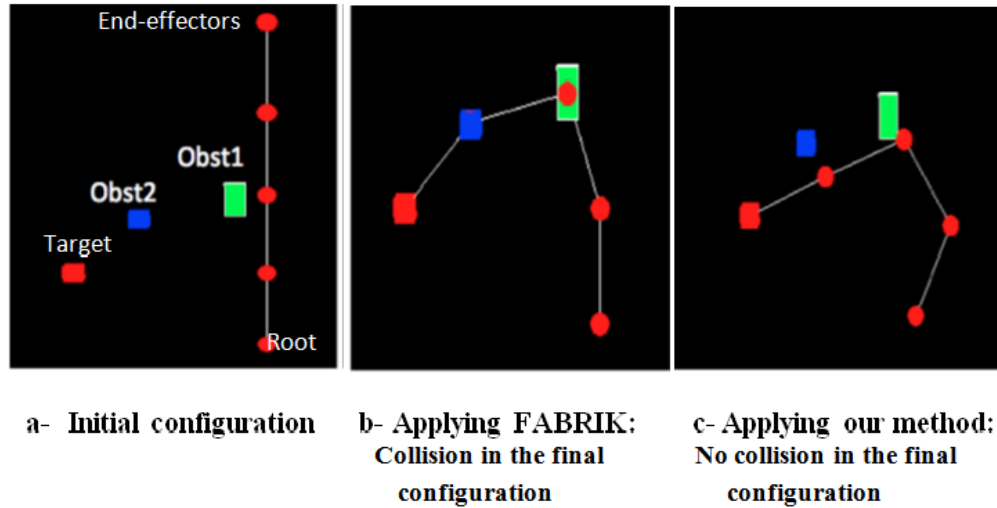 End-effectors
Obst1
Obst2
Target
Root
a- Initial configuration
b- Applying FABRIK:
Collision in the final
configuration
c- Applying our method:
No collision in the final
configuration